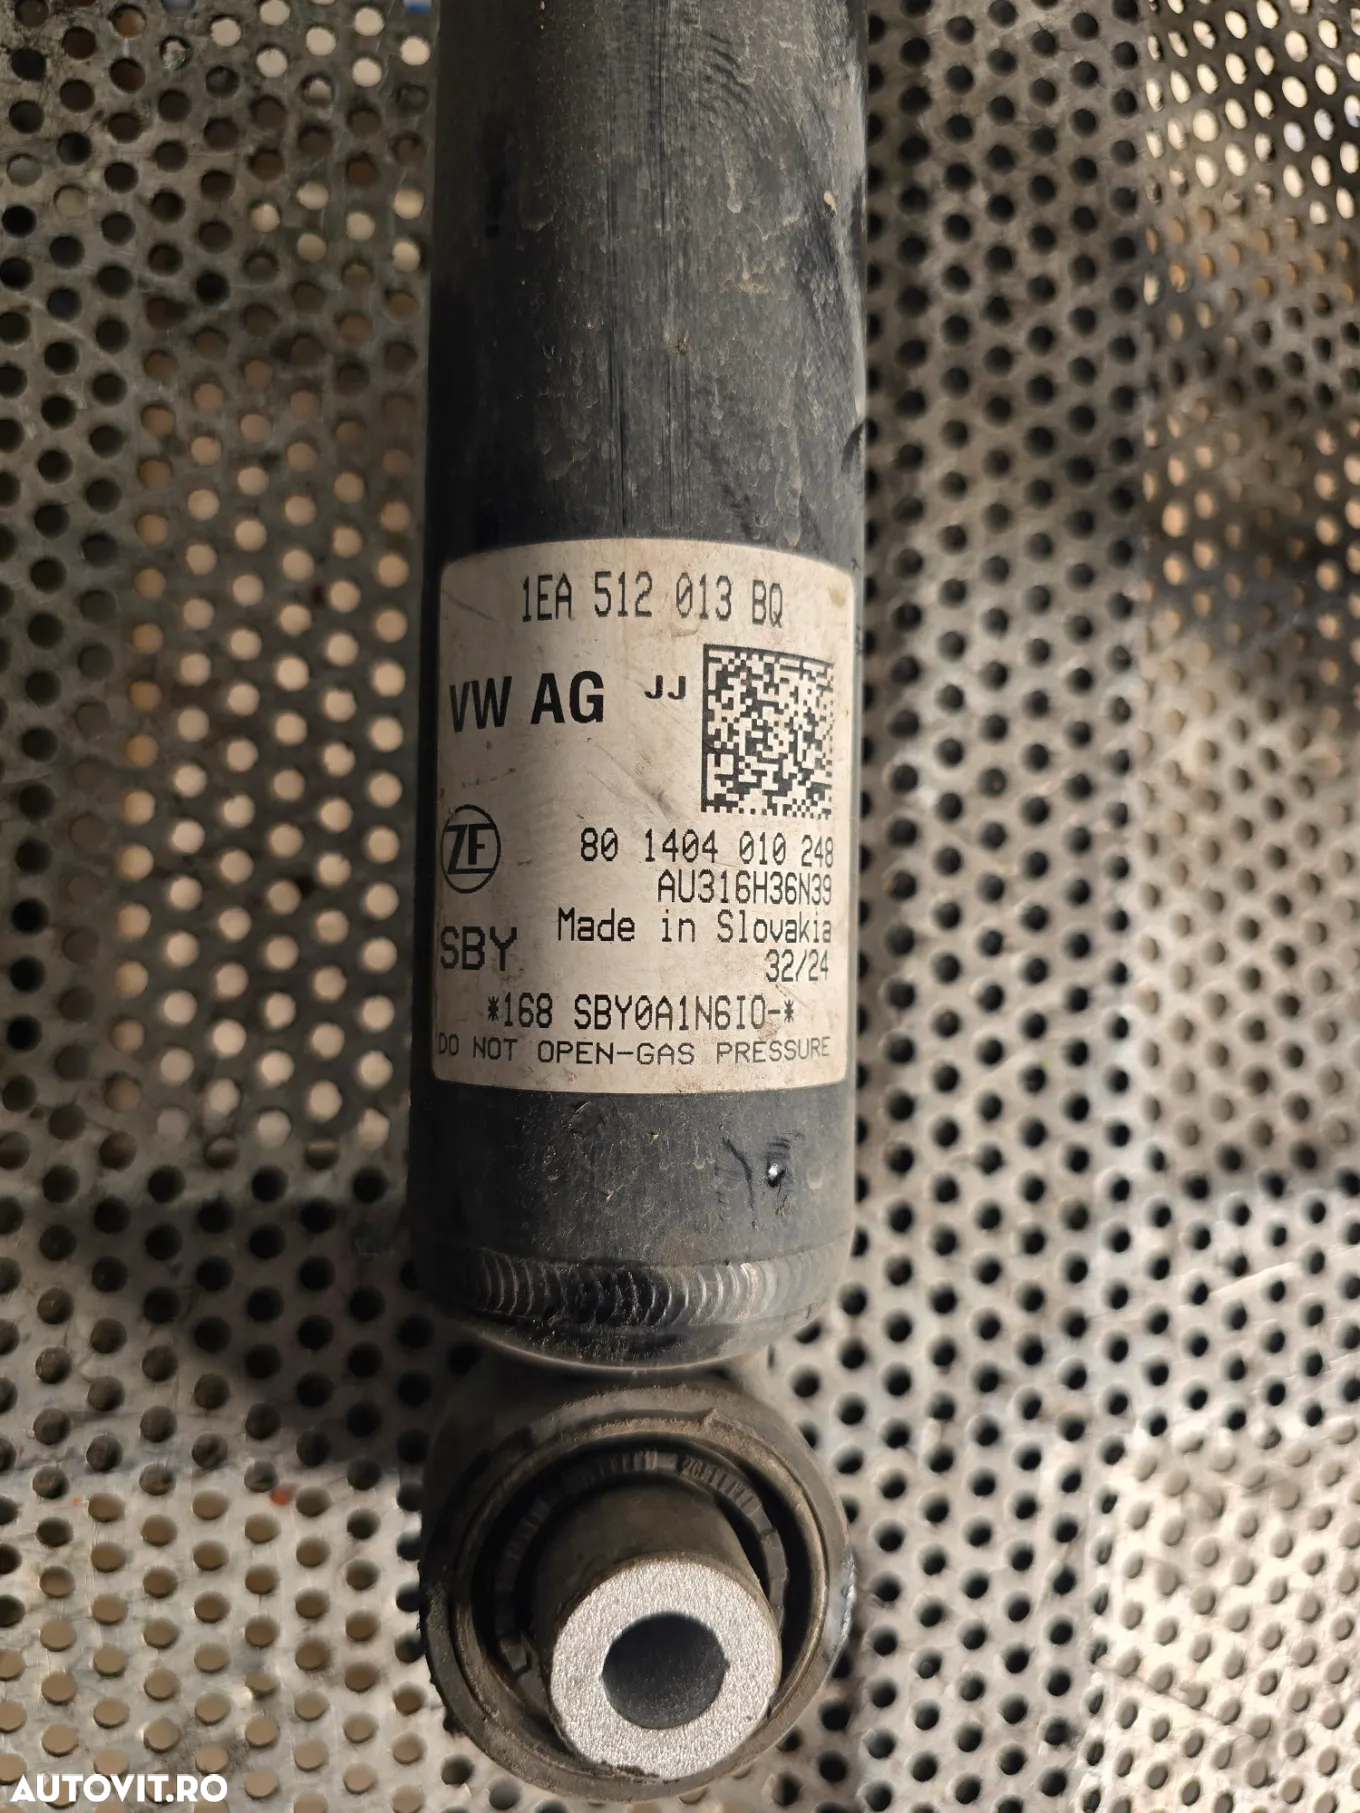 1EA 512 013 BQ
VW AG JJ
ZF
80 1404 010 248
AU316H36N39
SBY Made in Slovakia
32/24
*168 SBY0A1N6IO-*
DO NOT OPEN-GAS PRESSURE
AUTOVIT.RO